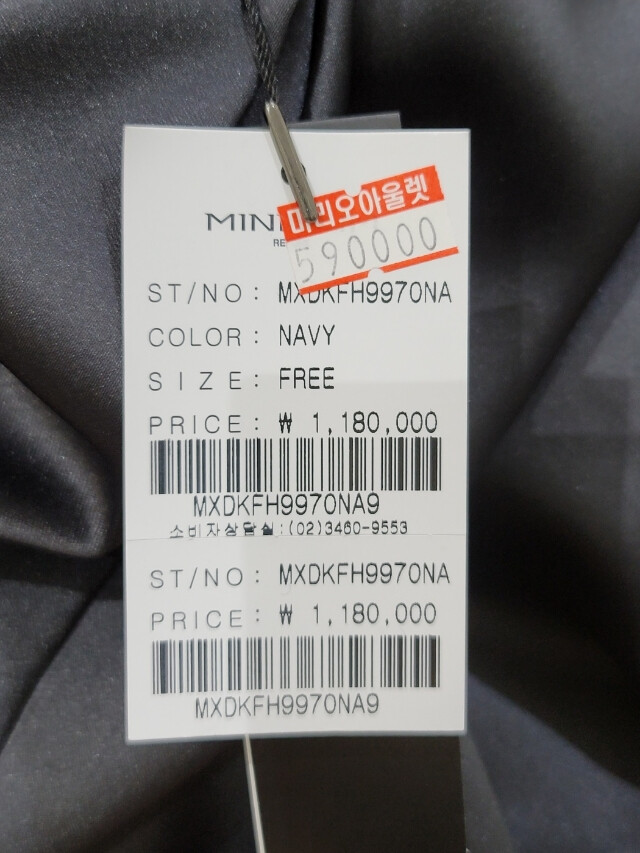 마리오아울렛
590000
ST/NO: MXDKFH9970NA
COLOR: NAVY
SIZE: FREE
PRICE: ₩ 1,180,000
MXDKFH9970NA9
소비자상담실:(02)3460-9553
ST/NO: MXDKFH9970NA
PRICE: ₩ 1,180,000
MXDKFH9970NA9